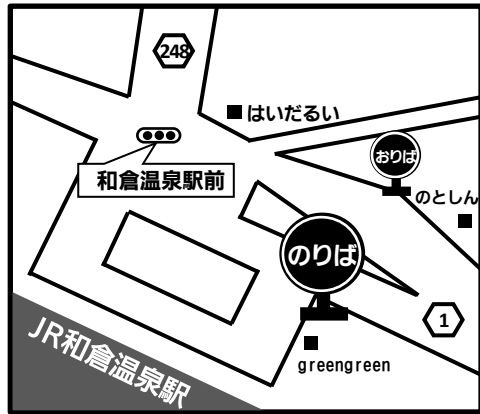 248
はいだるい
和倉温泉駅前
おりば
のとしん
のりば
1
greengreen
JR和倉温泉駅